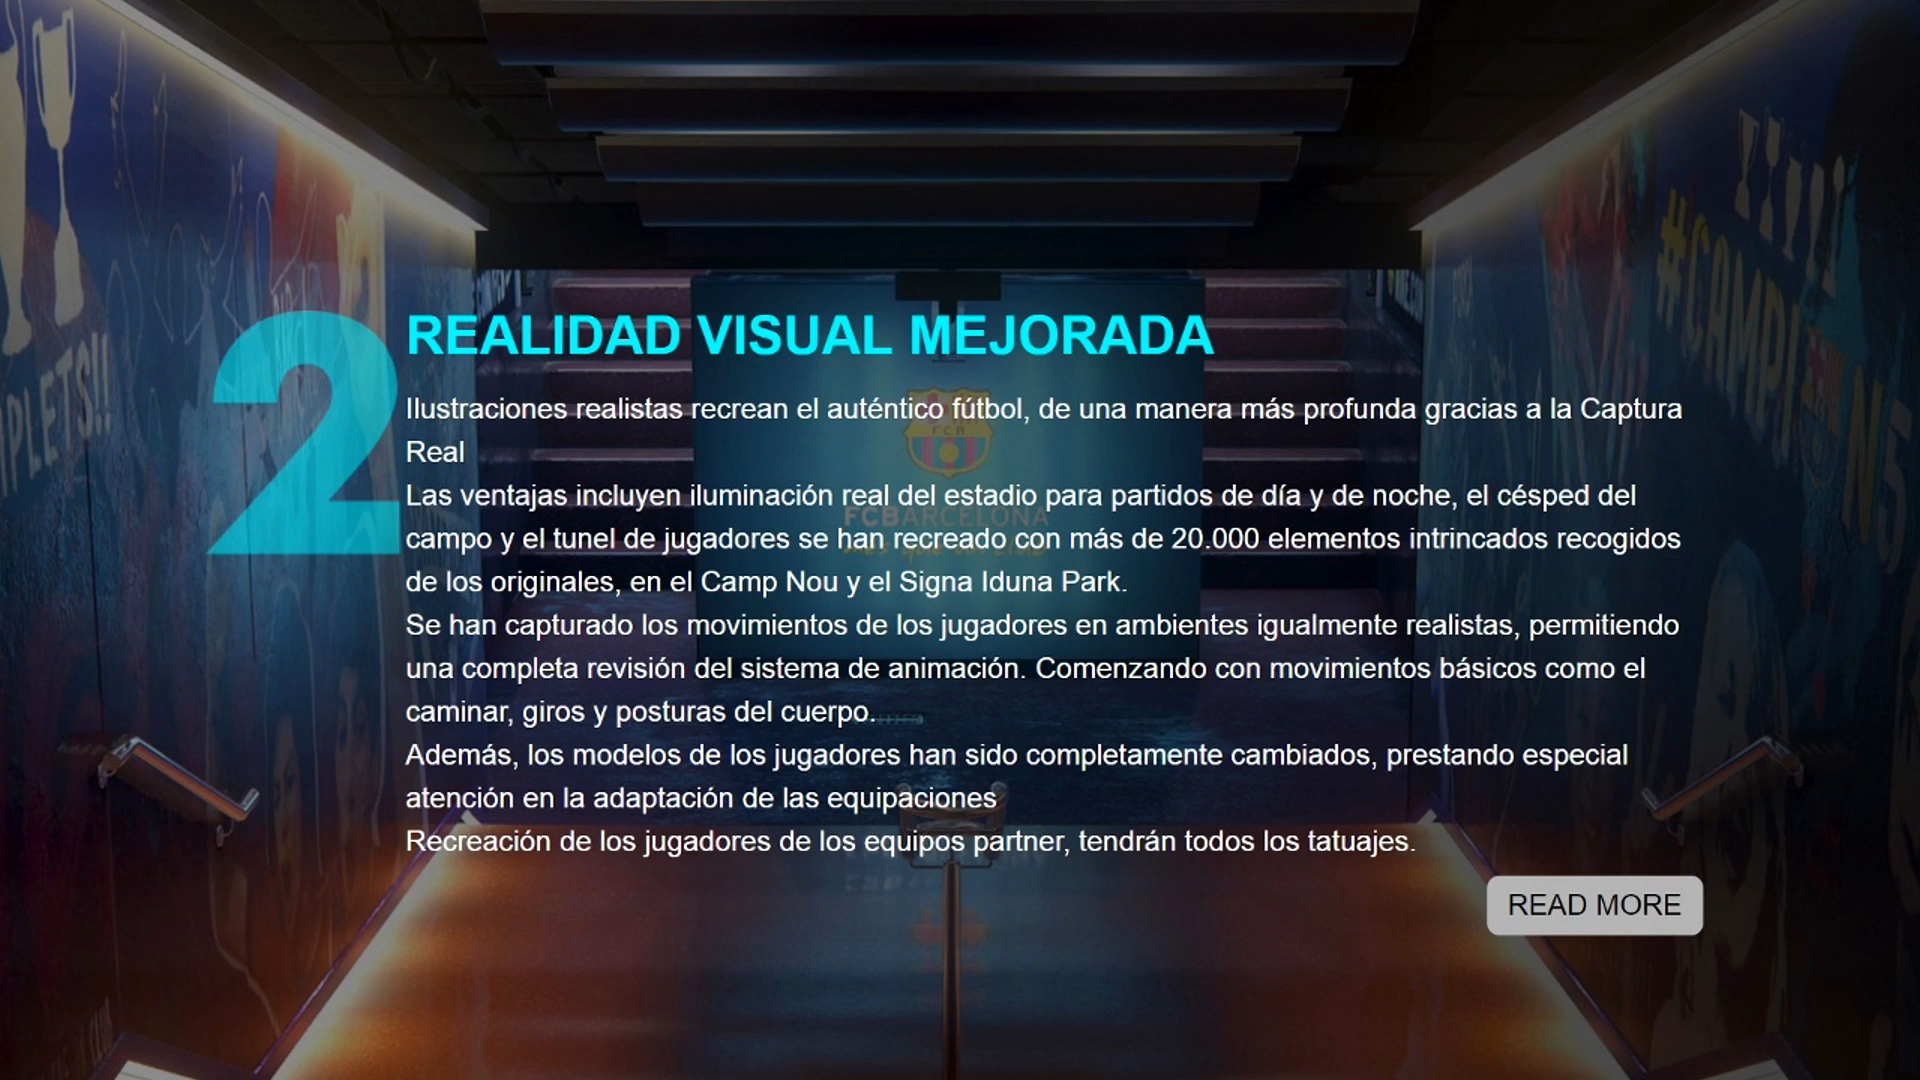 2
REALIDAD VISUAL MEJORADA
Ilustraciones realistas recrean el auténtico fútbol, de una manera más profunda gracias a la Captura
Real
Las ventajas incluyen iluminación real del estadio para partidos de día y de noche, el césped del
campo y el tunel de jugadores se han recreado con más de 20.000 elementos intrincados recogidos
de los originales, en el Camp Nou y el Signa Iduna Park.
Se han capturado los movimientos de los jugadores en ambientes igualmente realistas, permitiendo
una completa revisión del sistema de animación. Comenzando con movimientos básicos como el
caminar, giros y posturas del cuerpo.
Además, los modelos de los jugadores han sido completamente cambiados, prestando especial
atención en la adaptación de las equipaciones
Recreación de los jugadores de los equipos partner, tendrán todos los tatuajes.
READ MORE
FCB
FCBARCELONA
PLETS!!
#CAMPI
N5